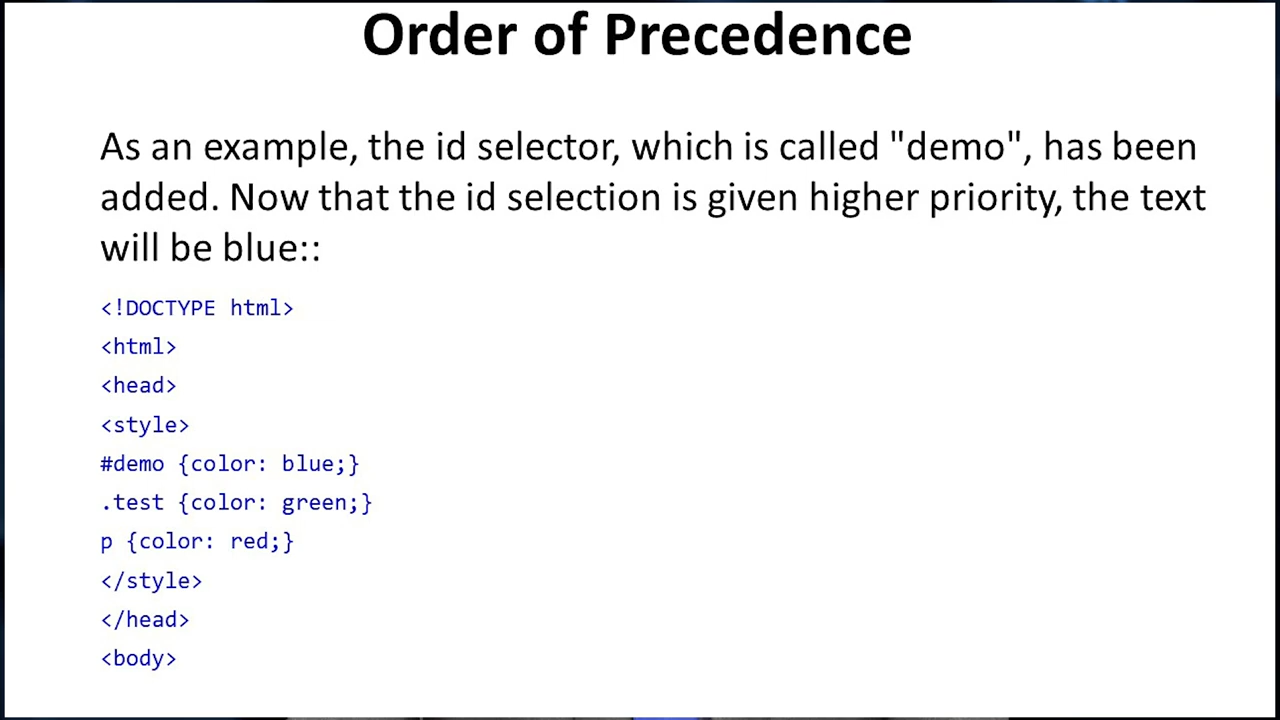 Order of Precedence
As an example, the id selector, which is called "demo", has been
added. Now that the id selection is given higher priority, the text
will be blue::
<!DOCTYPE html>
<html>
<head>
<style>
#demo {color: blue;}
.test {color: green;}
p {color: red;}
</style>
</head>
<body>